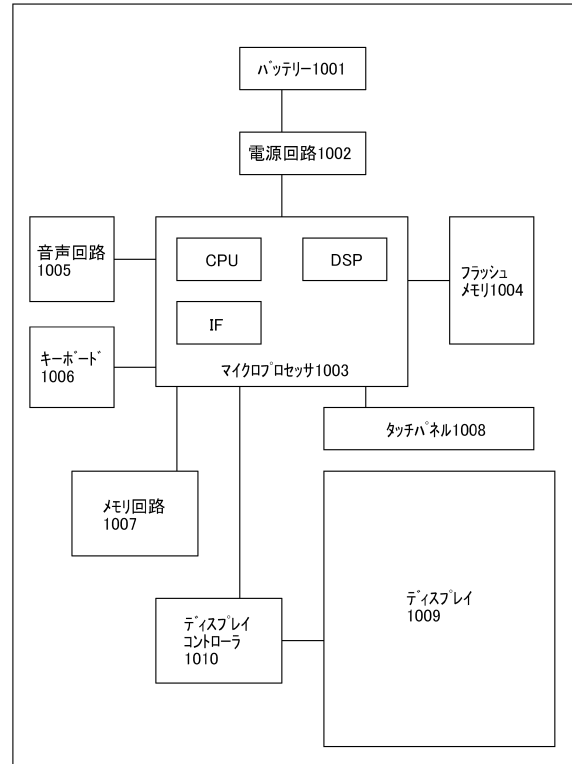 ﾊﾞｯﾃﾘｰ1001
電源回路1002
音声回路
1005
CPU
DSP
IF
マイクロプロセッサ1003
ﾌﾗｯｼｭ
ﾒﾓﾘ1004
ｷｰﾎﾞｰﾄﾞ
1006
ﾀｯﾁﾊﾟﾈﾙ1008
ﾒﾓﾘ回路
1007
ﾃﾞｨｽﾌﾟﾚｲ
1009
ﾃﾞｨｽﾌﾟﾚｲ
ｺﾝﾄﾛｰﾗ
1010